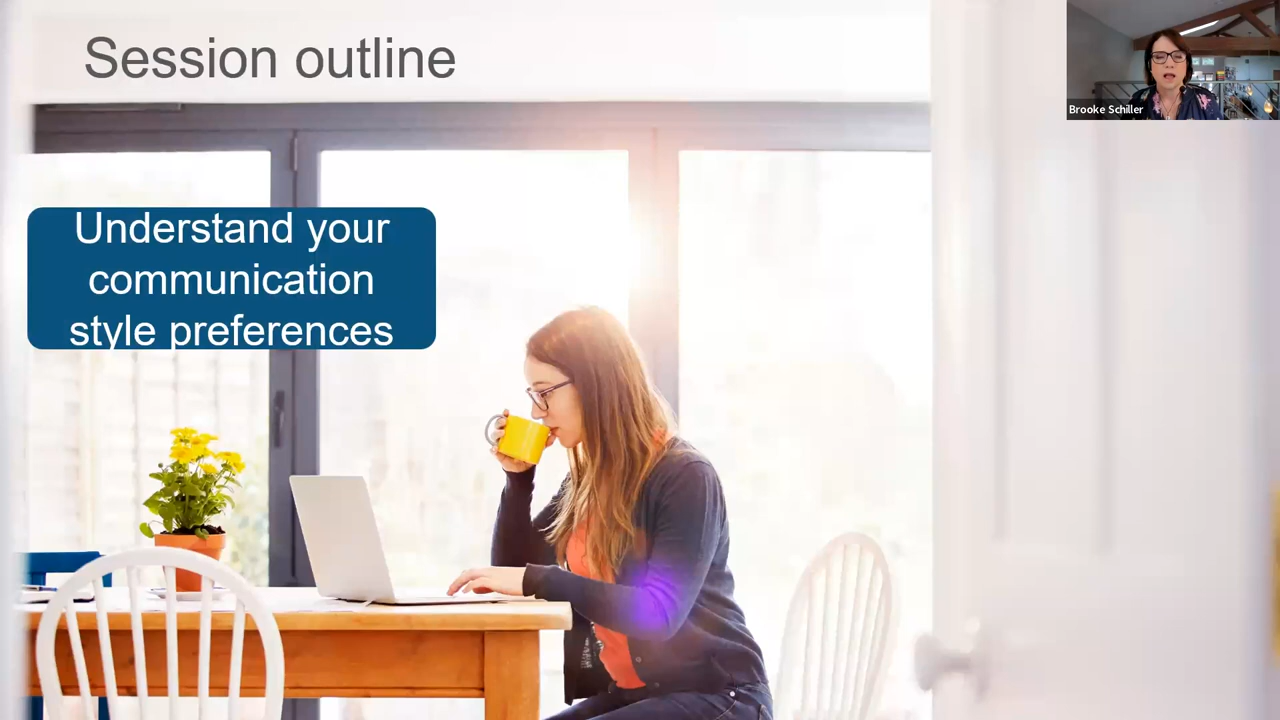 Session outline
Brooke Schiller
Understand your
communication
style preferences